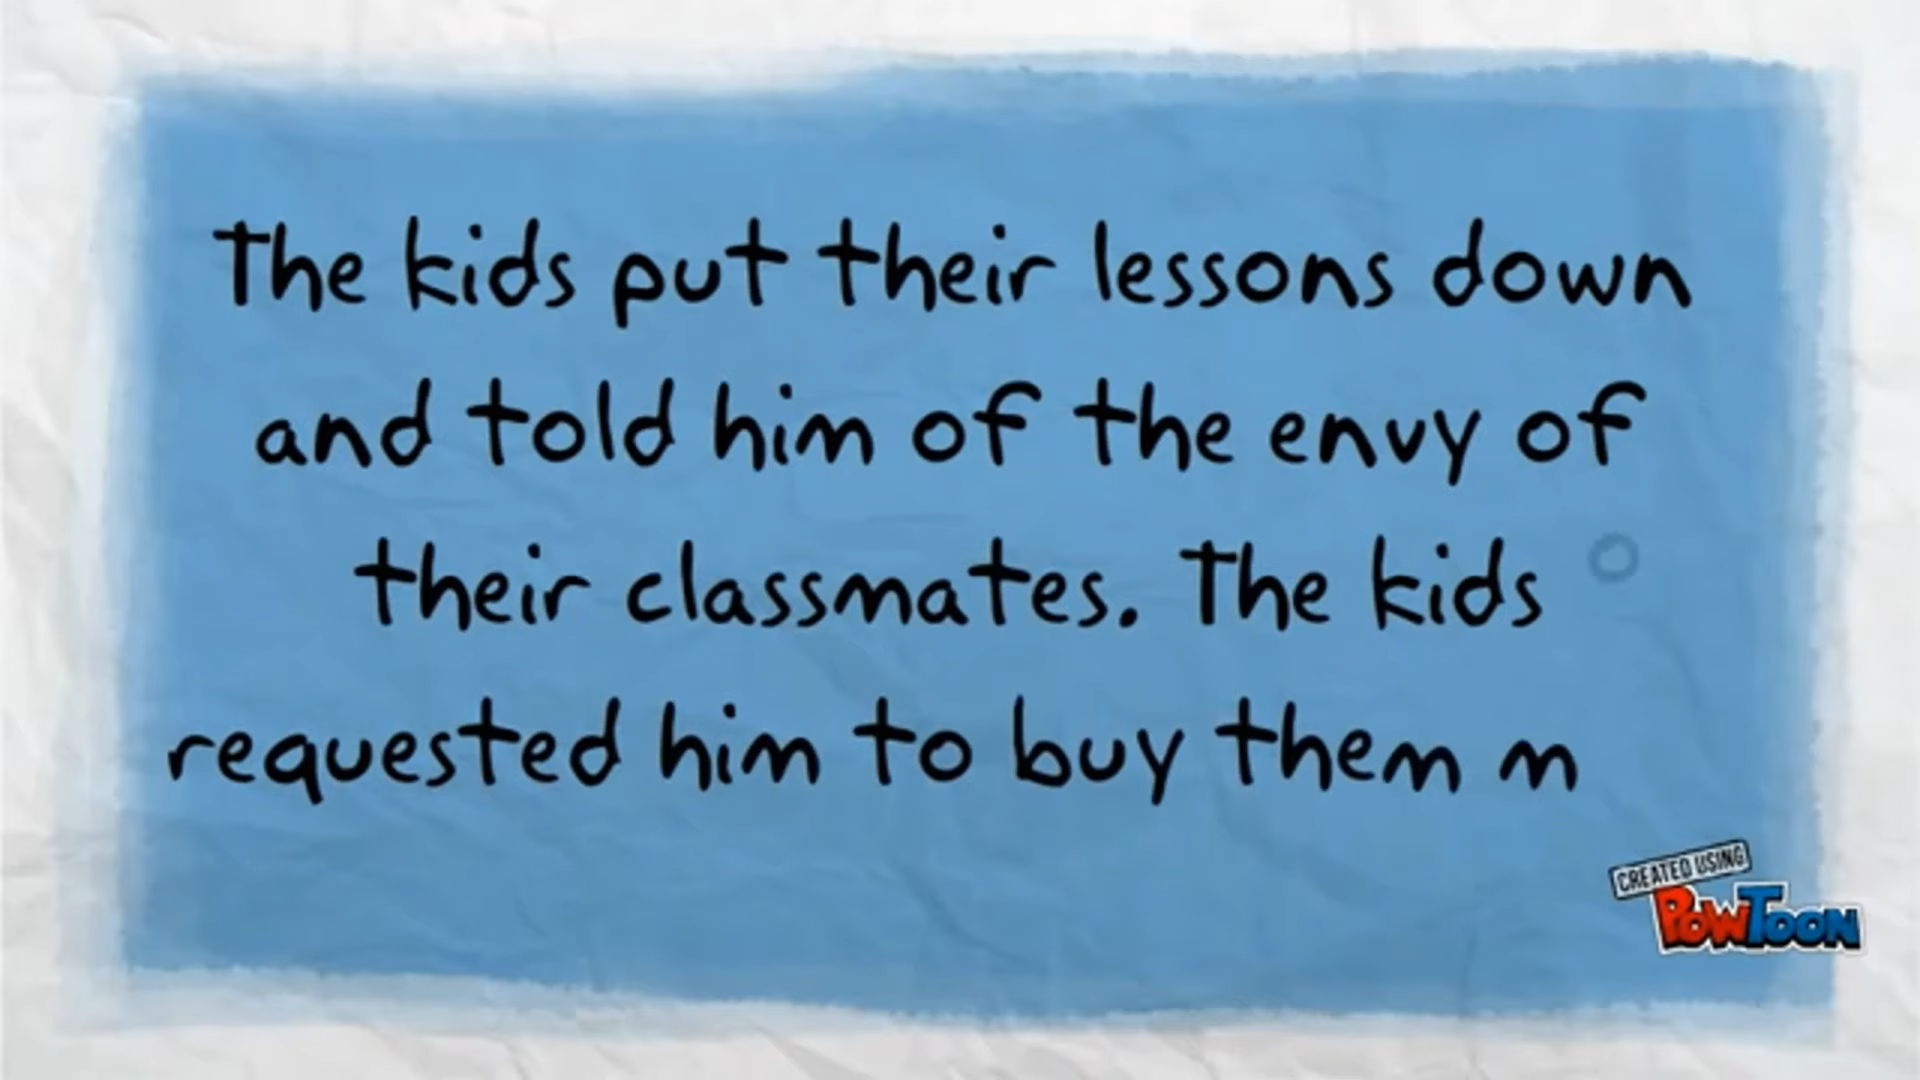 The kids put their lessons down
and told him of the envy of
their classmates. The kids
requested him to buy them m
CREATED USING
POWTOON